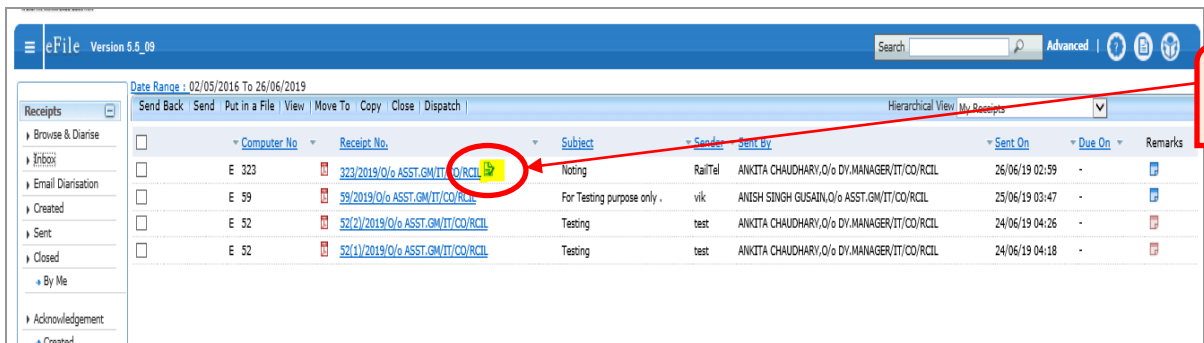 eFile Version 5.5_09 Search Advanced |
Date Range : 02/05/2016 To 26/06/2019
Receipts Send Back | Send | Put in a File | View | Move To | Copy | Close | Dispatch | Hierarchical View My Receipts
Browse & Diarise
Computer No Receipt No. Subject Sender Sent By Sent On Due On Remarks
Inbox
E 323 323/2019/O/o ASST.GM/IT/CO/RCIL Noting RailTel ANKITA CHAUDHARY,O/o DY.MANAGER/IT/CO/RCIL 26/06/19 02:59 -
Email Diarisation
E 59 59/2019/O/o ASST.GM/IT/CO/RCIL For Testing purpose only . vik ANISH SINGH GUSAIN,O/o ASST.GM/IT/CO/RCIL 25/06/19 03:47 -
Created
E 52 52(2)/2019/O/o ASST.GM/IT/CO/RCIL Testing test ANKITA CHAUDHARY,O/o DY.MANAGER/IT/CO/RCIL 24/06/19 04:26 -
Sent
E 52 52(1)/2019/O/o ASST.GM/IT/CO/RCIL Testing test ANKITA CHAUDHARY,O/o DY.MANAGER/IT/CO/RCIL 24/06/19 04:18 -
Closed
By Me
Acknowledgement
Created